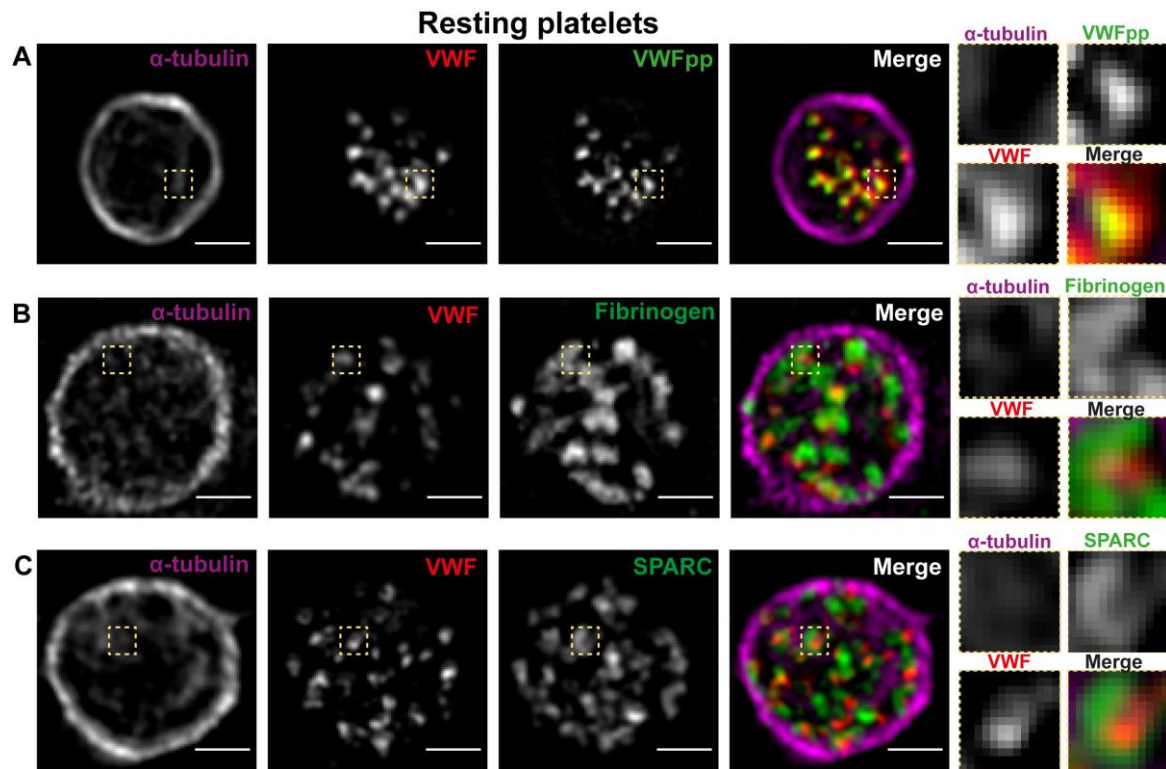 Resting platelets
A
α-tubulin
VWF
VWFpp
Merge
α-tubulin
VWFpp
VWF
Merge
B
α-tubulin
VWF
Fibrinogen
Merge
α-tubulin
Fibrinogen
VWF
Merge
C
α-tubulin
VWF
SPARC
Merge
α-tubulin
SPARC
VWF
Merge